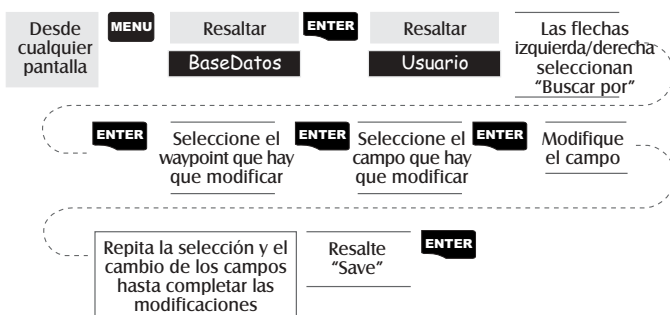 Desde
cualquier
pantalla
MENU
Resaltar
BaseDatos
ENTER
Resaltar
Usuario
Las flechas
izquierda/derecha
seleccionan
“Buscar por”
ENTER
Seleccione el
waypoint que hay
que modificar
ENTER
Seleccione el
campo que hay
que modificar
ENTER
Modifique
el campo
Repita la selección y el
cambio de los campos
hasta completar las
modificaciones
Resalte
“Save”
ENTER